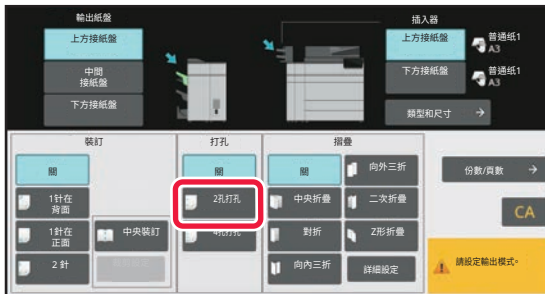 輸出紙盤
上方接紙盤
中間
接紙盤
下方接紙盤
插入器
上方接紙盤
普通紙1
A3
下方接紙盤
普通紙1
A3
類型和尺寸
裝訂
關
1針在
背面
1針在
正面
2 針
中央裝訂
打孔
關
2孔打孔
4孔打孔
摺疊
關
向外三折
中央折疊
二次折疊
對折
Z形折疊
向內三折
詳細設定
份數/頁數
CA
請設定輸出模式。